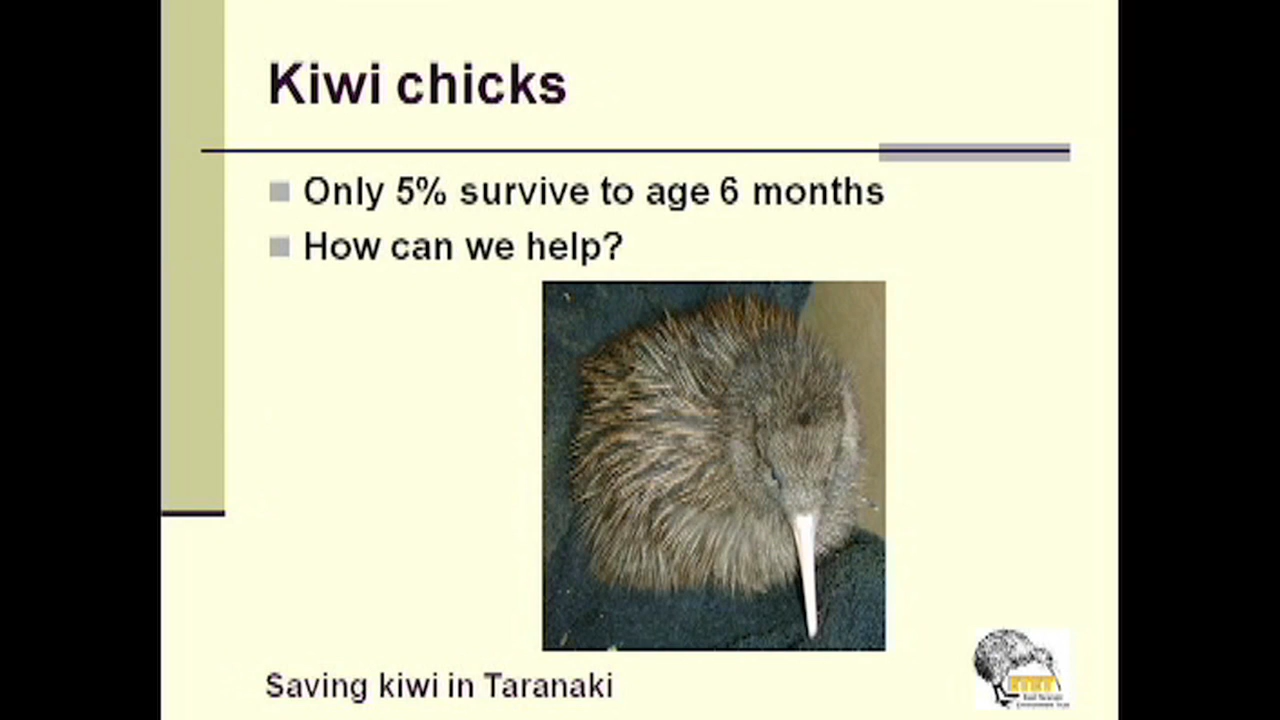 Kiwi chicks
Only 5% survive to age 6 months
How can we help?
Saving kiwi in Taranaki